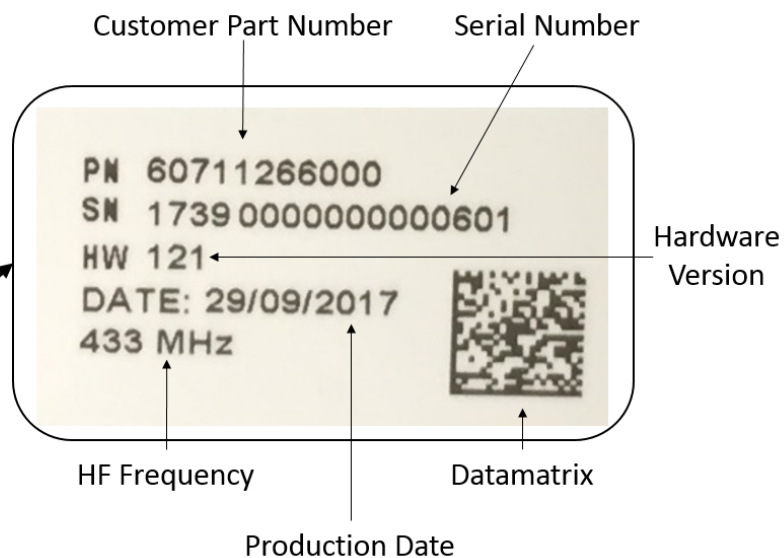 Customer Part Number
Serial Number
PN 60711266000
SN 1739 0000000000601
HW 121
Hardware
Version
DATE: 29/09/2017
433 MHz
HF Frequency
Datamatrix
Production Date